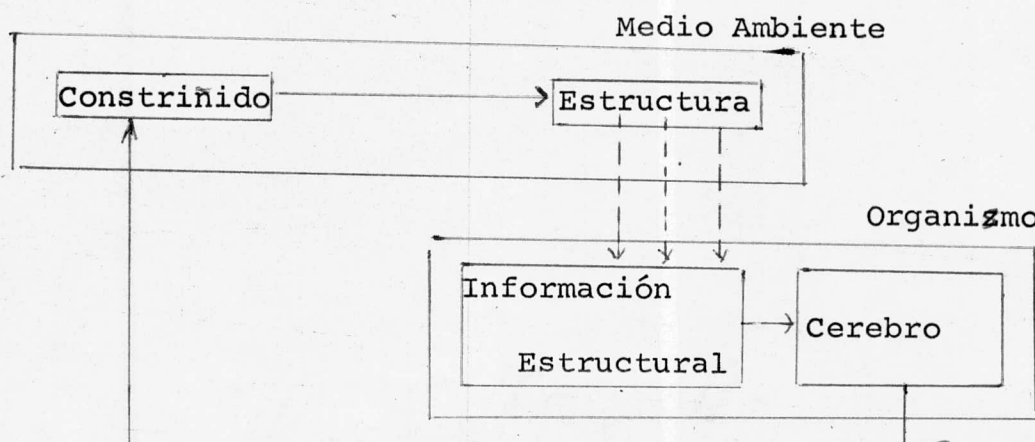 Medio Ambiente
Constriñido
Estructura
Organismo
Información
Estructural
Cerebro